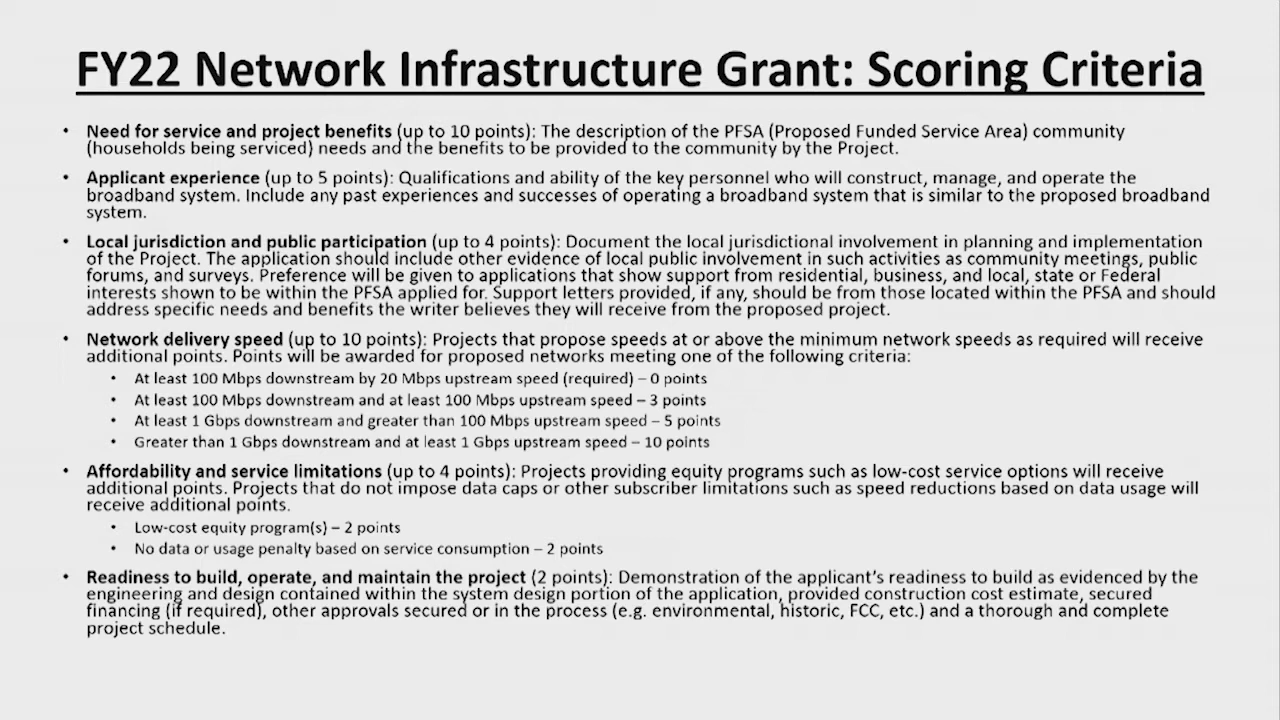 FY22 Network Infrastructure Grant: Scoring Criteria
• Need for service and project benefits (up to 10 points): The description of the PFSA (Proposed Funded Service Area) community
(households being serviced) needs and the benefits to be provided to the community by the Project.
• Applicant experience (up to 5 points): Qualifications and ability of the key personnel who will construct, manage, and operate the
broadband system. Include any past experiences and successes of operating a broadband system that is similar to the proposed broadband
system.
• Local jurisdiction and public participation (up to 4 points): Document the local jurisdictional involvement in planning and implementation
of the Project. The application should include other evidence of local public involvement in such activities as community meetings, public
forums, and surveys. Preference will be given to applications that show support from residential, business, and local, state or Federal
interests shown to be within the PFSA applied for. Support letters provided, if any, should be from those located within the PFSA and should
address specific needs and benefits the writer believes they will receive from the proposed project.
• Network delivery speed (up to 10 points): Projects that propose speeds at or above the minimum network speeds as required will receive
additional points. Points will be awarded for proposed networks meeting one of the following criteria:
• At least 100 Mbps downstream by 20 Mbps upstream speed (required) – 0 points
• At least 100 Mbps downstream and at least 100 Mbps upstream speed – 3 points
• At least 1 Gbps downstream and greater than 100 Mbps upstream speed – 5 points
• Greater than 1 Gbps downstream and at least 1 Gbps upstream speed – 10 points
• Affordability and service limitations (up to 4 points): Projects providing equity programs such as low-cost service options will receive
additional points. Projects that do not impose data caps or other subscriber limitations such as speed reductions based on data usage will
receive additional points.
• Low-cost equity program(s) – 2 points
• No data or usage penalty based on service consumption – 2 points
• Readiness to build, operate, and maintain the project (2 points): Demonstration of the applicant's readiness to build as evidenced by the
engineering and design contained within the system design portion of the application, provided construction cost estimate, secured
financing (if required), other approvals secured or in the process (e.g. environmental, historic, FCC, etc.) and a thorough and complete
project schedule.